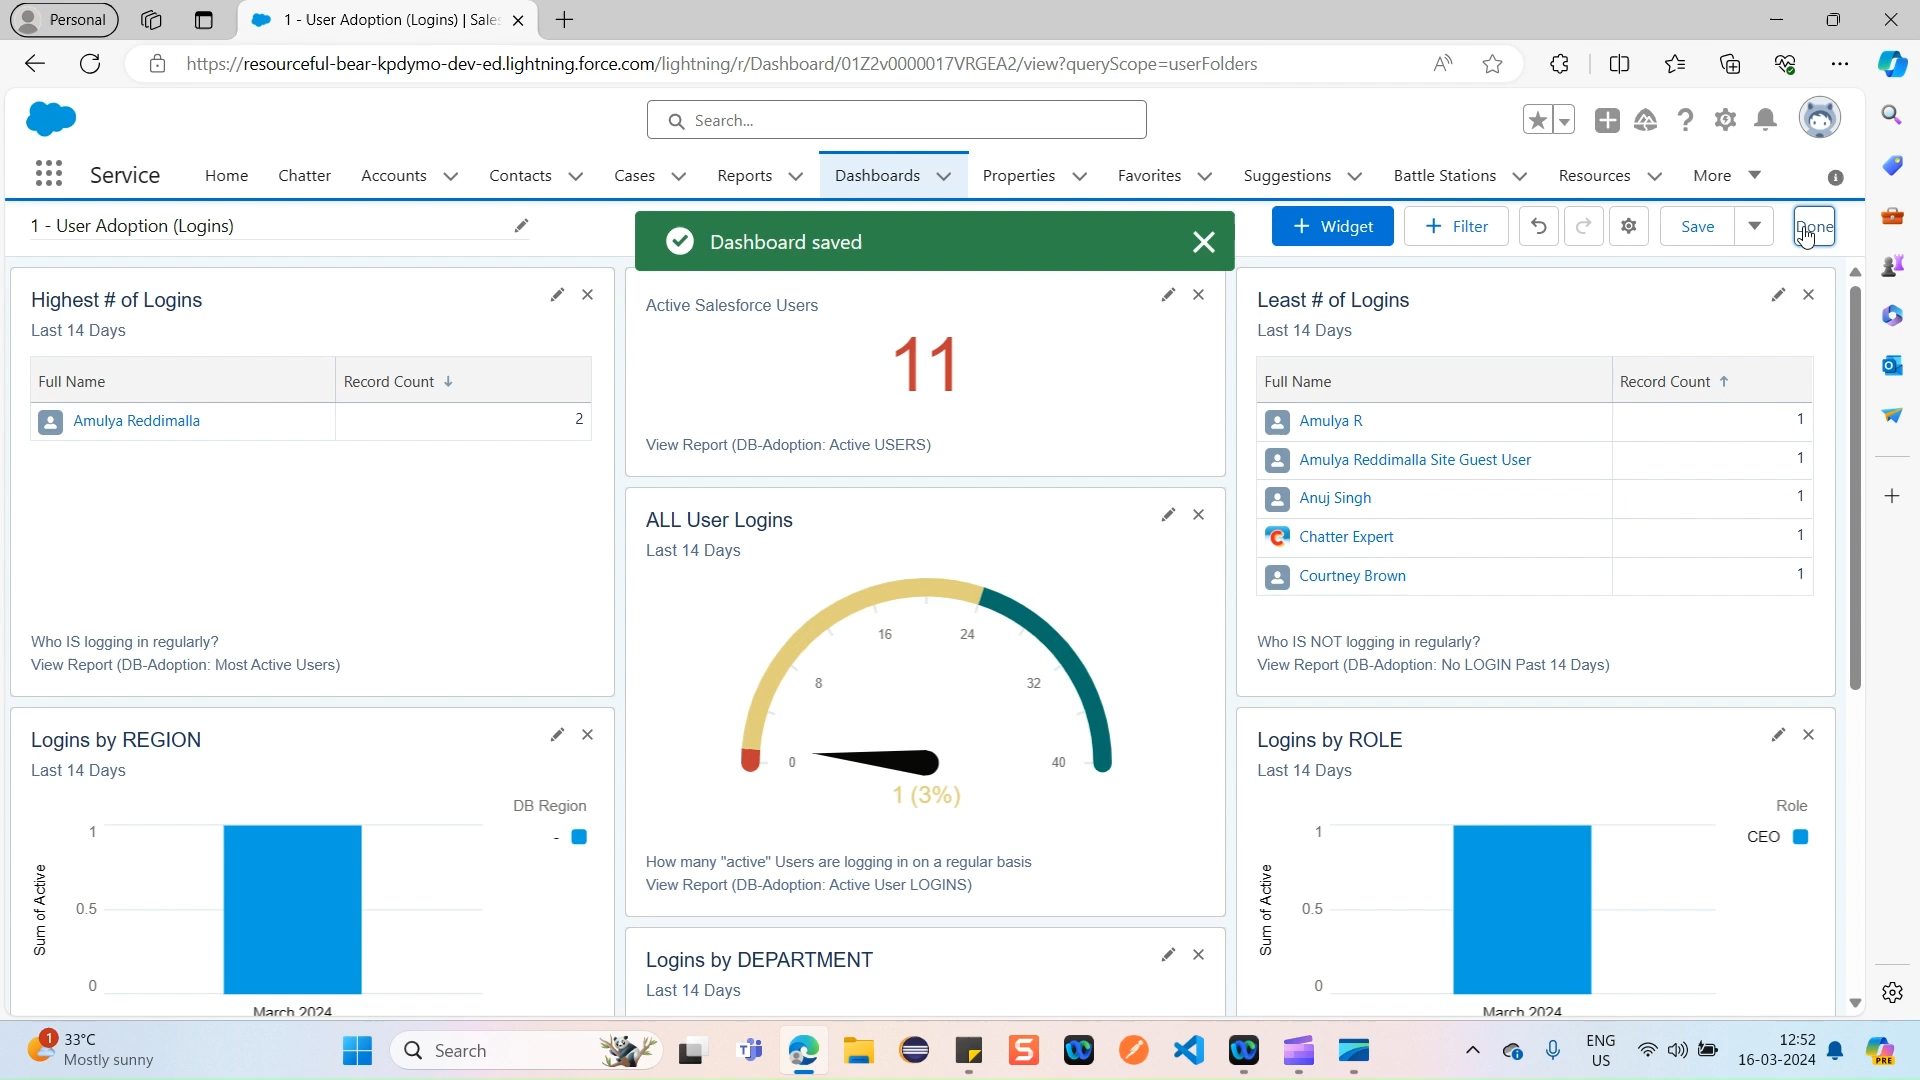 Personal
1 - User Adoption (Logins) | Sales
https://resourceful-bear-kpdymo-dev-ed.lightning.force.com/lightning/r/Dashboard/01Z2v0000017VRGEA2/view?queryScope=userFolders
Search...
Service
Home
Chatter
Accounts
Contacts
Cases
Reports
Dashboards
Properties
Favorites
Suggestions
Battle Stations
Resources
More
1 - User Adoption (Logins)
Dashboard saved
+ Widget
+ Filter
Save
Done
Highest # of Logins
Last 14 Days
Full Name
Record Count
Amulya Reddimalla
2
Who IS logging in regularly?
View Report (DB-Adoption: Most Active Users)
Active Salesforce Users
11
View Report (DB-Adoption: Active USERS)
Least # of Logins
Last 14 Days
Full Name
Record Count
Amulya R
1
Amulya Reddimalla Site Guest User
1
Anuj Singh
1
Chatter Expert
1
Courtney Brown
1
Who IS NOT logging in regularly?
View Report (DB-Adoption: No LOGIN Past 14 Days)
ALL User Logins
Last 14 Days
0
8
16
24
32
40
1 (3%)
How many "active" Users are logging in on a regular basis
View Report (DB-Adoption: Active User LOGINS)
Logins by REGION
Last 14 Days
DB Region
-
1
0.5
0
Sum of Active
March 2024
Logins by DEPARTMENT
Last 14 Days
Logins by ROLE
Last 14 Days
Role
CEO
1
0.5
0
Sum of Active
March 2024
1
33°C
Mostly sunny
Search
ENG
US
12:52
16-03-2024
PRE